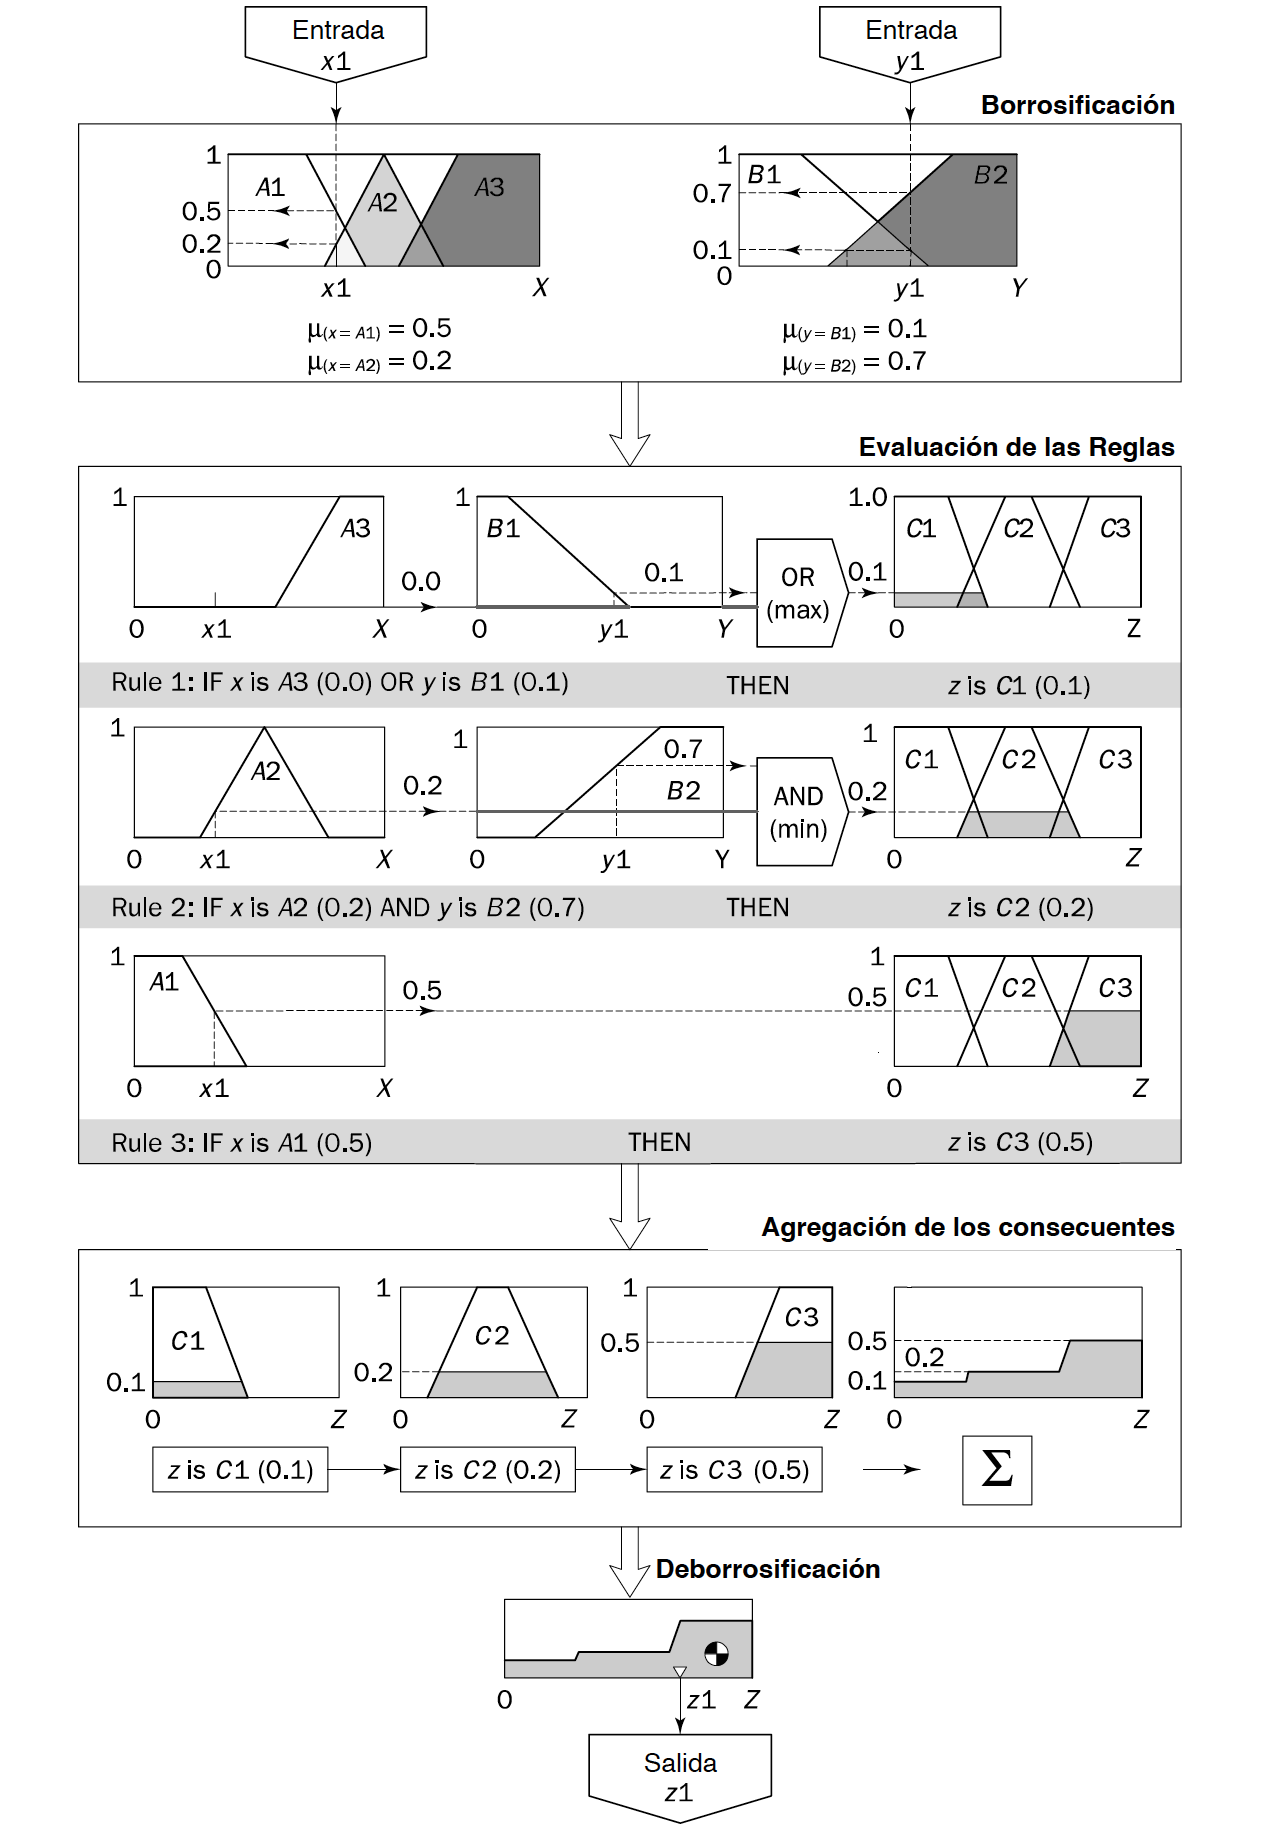 Entrada
x1
Entrada
y1
Borrosificación
1
A1
A2
A3
0.5
0.2
0
x1
X
μ(x = A1) = 0.5
μ(x = A2) = 0.2
1
B1
B2
0.7
0.1
0
y1
Y
μ(y = B1) = 0.1
μ(y = B2) = 0.7
Evaluación de las Reglas
1
A3
0.0
0
x1
X
1
B1
0.1
0
y1
Y
OR
(max)
0.1
1.0
C1
C2
C3
0
Z
Rule 1: IF x is A3 (0.0) OR y is B1 (0.1) THEN z is C1 (0.1)
1
A2
0.2
0
x1
X
1
0.7
B2
0
y1
Y
AND
(min)
0.2
1
C1
C2
C3
0
Z
Rule 2: IF x is A2 (0.2) AND y is B2 (0.7) THEN z is C2 (0.2)
1
A1
0.5
0
x1
X
1
0.5
C1
C2
C3
0
Z
Rule 3: IF x is A1 (0.5) THEN z is C3 (0.5)
Agregación de los consecuentes
1
C1
0.1
0
Z
1
C2
0.2
0
Z
1
C3
0.5
0
Z
0.5
0.2
0.1
0
Z
z is C1 (0.1)
z is C2 (0.2)
z is C3 (0.5)
Σ
Deborrosificación
0
z1
Z
Salida
z1